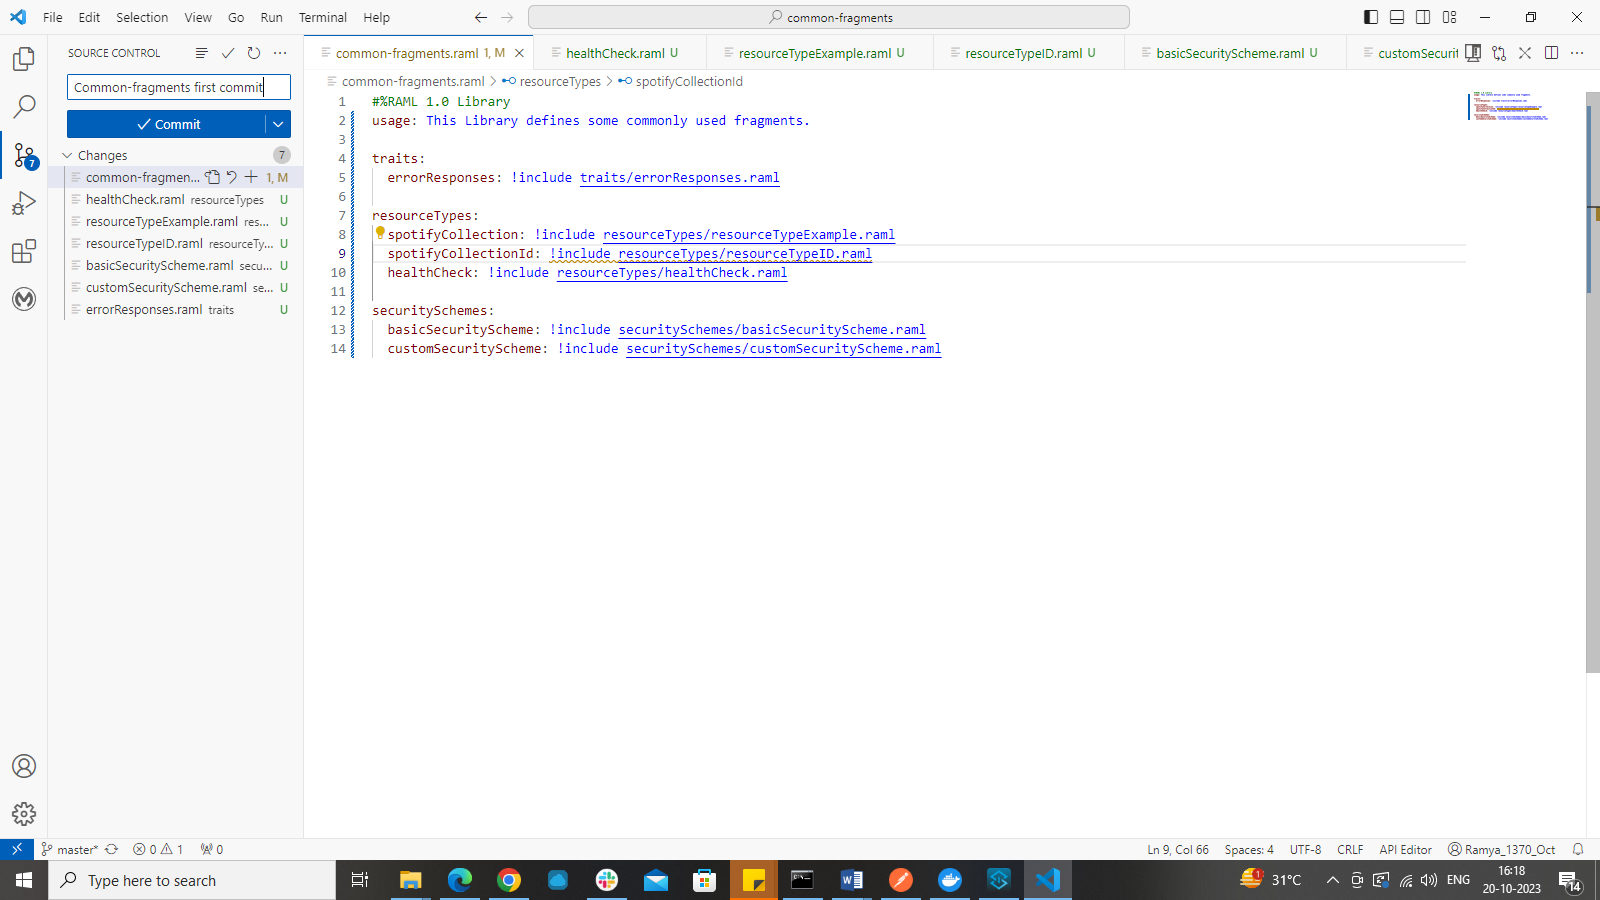 File Edit Selection View Go Run Terminal Help
common-fragments
SOURCE CONTROL
Common-fragments first commit
Commit
Changes 7
common-fragmen... 1, M
healthCheck.raml resourceTypes U
resourceTypeExample.raml res... U
resourceTypeID.raml resourceTy... U
basicSecurityScheme.raml secu... U
customSecurityScheme.raml se... U
errorResponses.raml traits U
7
common-fragments.raml 1, M
healthCheck.raml U
resourceTypeExample.raml U
resourceTypeID.raml U
basicSecurityScheme.raml U
customSecurit
common-fragments.raml > resourceTypes > spotifyCollectionId
1 #%RAML 1.0 Library
2 usage: This Library defines some commonly used fragments.
3
4 traits:
5 errorResponses: !include traits/errorResponses.raml
6
7 resourceTypes:
8 spotifyCollection: !include resourceTypes/resourceTypeExample.raml
9 spotifyCollectionId: !include resourceTypes/resourceTypeID.raml
10 healthCheck: !include resourceTypes/healthCheck.raml
11
12 securitySchemes:
13 basicSecurityScheme: !include securitySchemes/basicSecurityScheme.raml
14 customSecurityScheme: !include securitySchemes/customSecurityScheme.raml
master* 0 1 0
Ln 9, Col 66 Spaces: 4 UTF-8 CRLF API Editor Ramya_1370_Oct
Type here to search
1 31°C ENG
16:18
20-10-2023
14